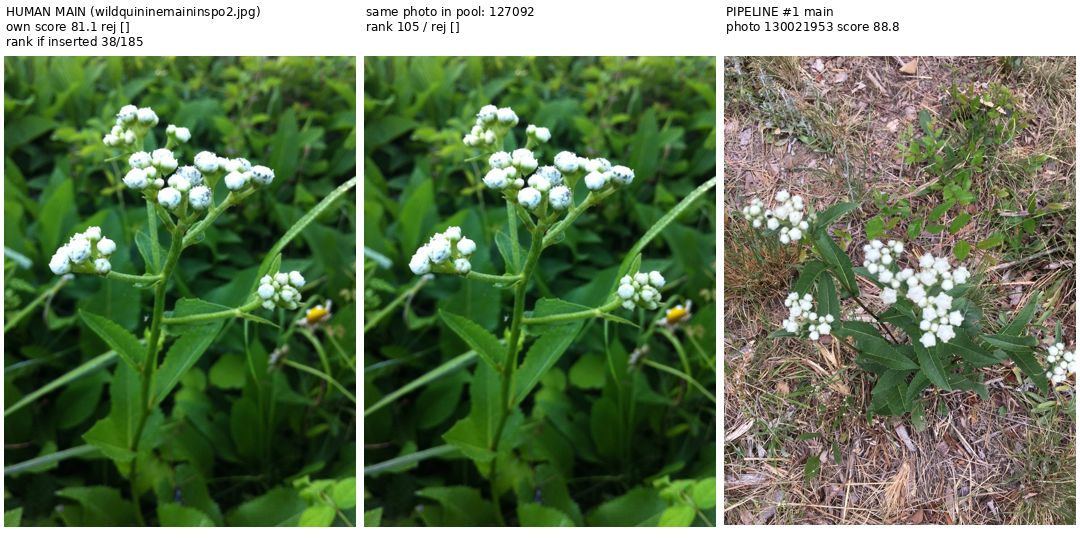 HUMAN MAIN (wildquininemaininspo2.jpg)
own score 81.1 rej []
rank if inserted 38/185
same photo in pool: 127092
rank 105 / rej []
PIPELINE #1 main
photo 130021953 score 88.8